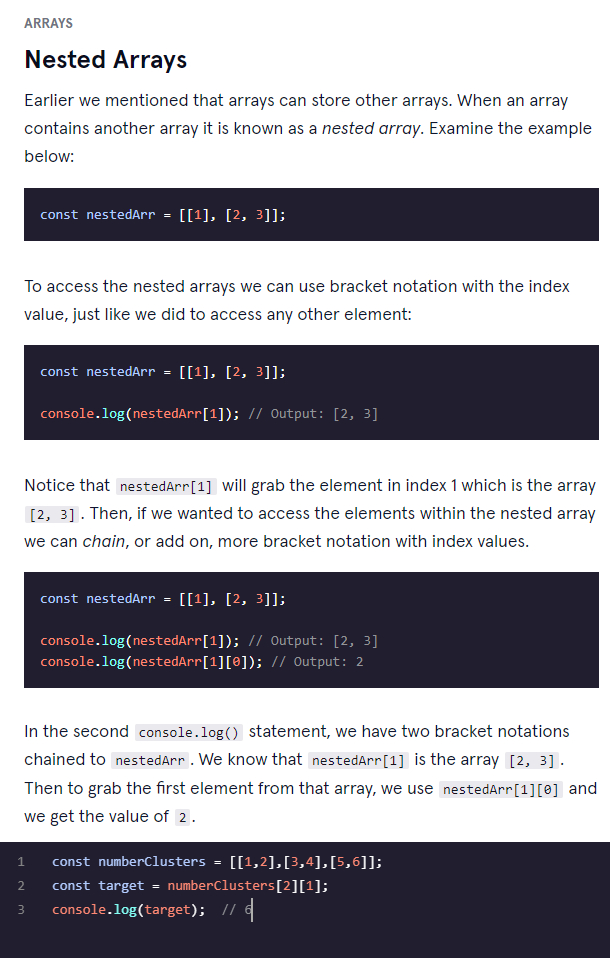 ARRAYS
Nested Arrays
Earlier we mentioned that arrays can store other arrays. When an array
contains another array it is known as a nested array. Examine the example
below:
const nestedArr = [[1], [2, 3]];
To access the nested arrays we can use bracket notation with the index
value, just like we did to access any other element:
const nestedArr = [[1], [2, 3]];
console.log(nestedArr[1]); // Output: [2, 3]
Notice that nestedArr[1] will grab the element in index 1 which is the array
[2, 3]. Then, if we wanted to access the elements within the nested array
we can chain, or add on, more bracket notation with index values.
const nestedArr = [[1], [2, 3]];
console.log(nestedArr[1]); // Output: [2, 3]
console.log(nestedArr[1][0]); // Output: 2
In the second console.log() statement, we have two bracket notations
chained to nestedArr. We know that nestedArr[1] is the array [2, 3].
Then to grab the first element from that array, we use nestedArr[1][0] and
we get the value of 2.
1 const numberClusters = [[1,2],[3,4],[5,6]];
2 const target = numberClusters[2][1];
3 console.log(target);  // 6